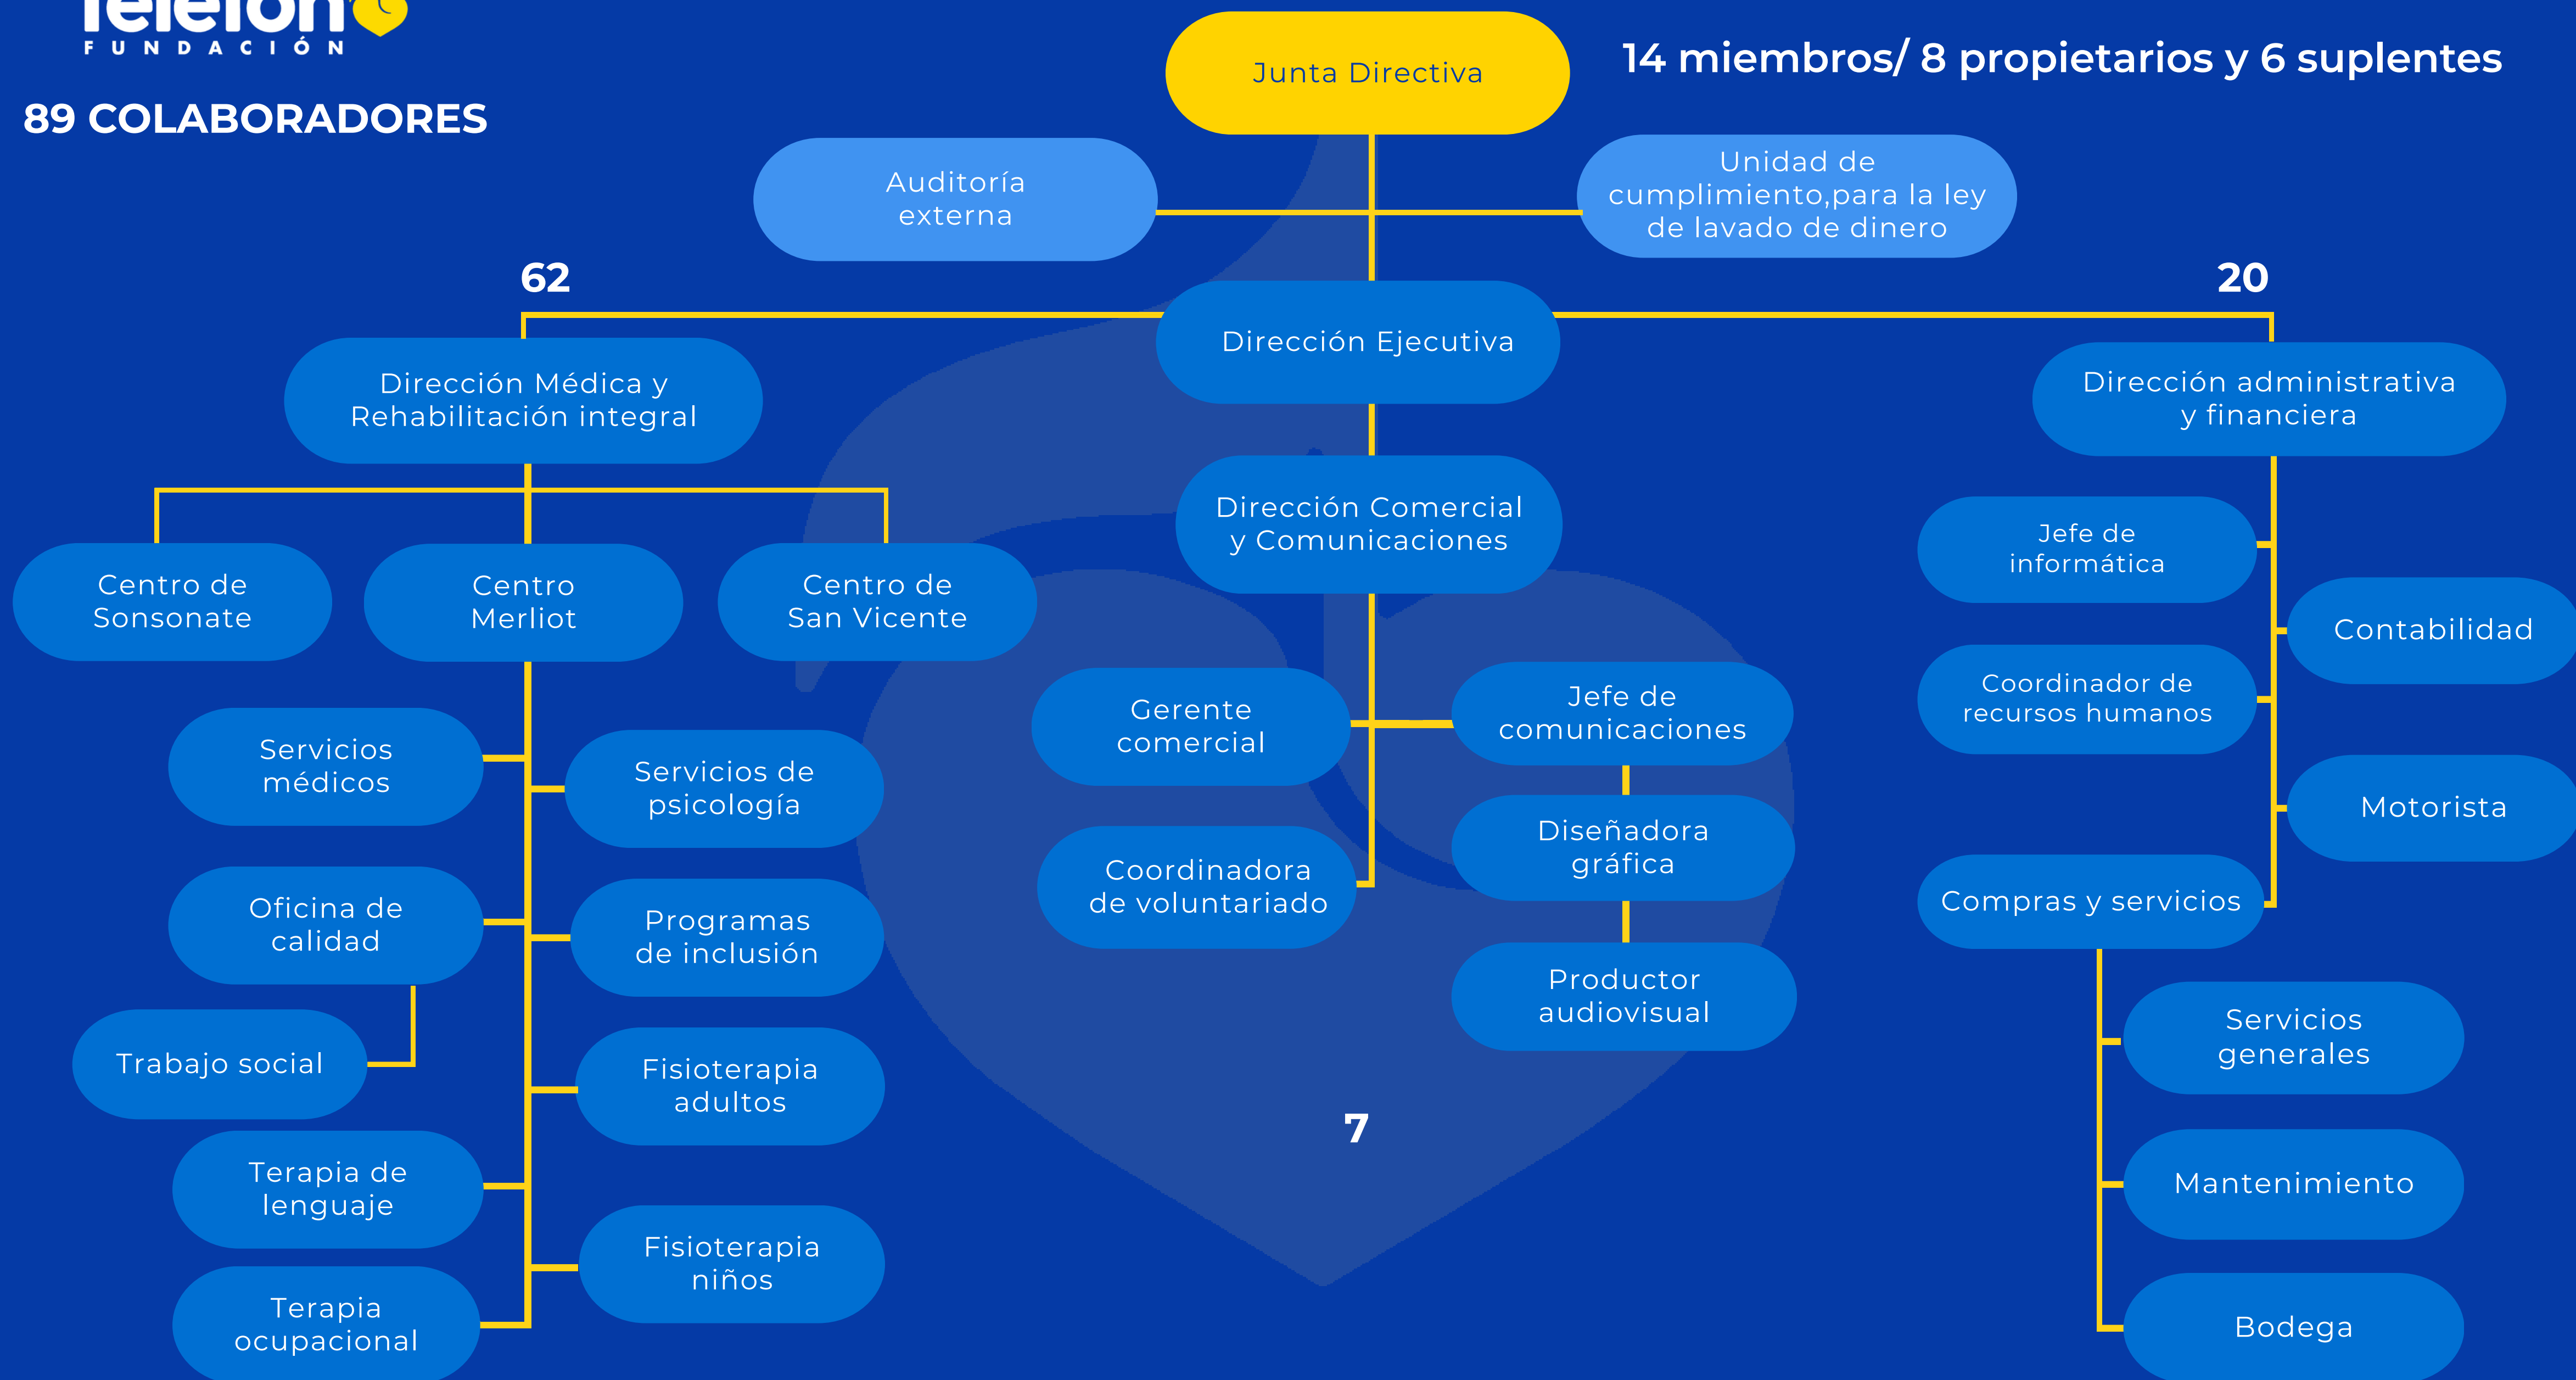 Teletón
FUNDACIÓN
89 COLABORADORES
Junta Directiva
14 miembros/ 8 propietarios y 6 suplentes
Auditoría
externa
Unidad de
cumplimiento,para la ley
de lavado de dinero
62
20
Dirección Ejecutiva
Dirección Médica y
Rehabilitación integral
Dirección administrativa
y financiera
Dirección Comercial
y Comunicaciones
Centro de
Sonsonate
Centro
Merliot
Centro de
San Vicente
Servicios
médicos
Servicios de
psicología
Oficina de
calidad
Programas
de inclusión
Trabajo social
Fisioterapia
adultos
Terapia de
lenguaje
Fisioterapia
niños
Terapia
ocupacional
Gerente
comercial
Jefe de
comunicaciones
Coordinadora
de voluntariado
Diseñadora
gráfica
Productor
audiovisual
7
Jefe de
informática
Contabilidad
Coordinador de
recursos humanos
Motorista
Compras y servicios
Servicios
generales
Mantenimiento
Bodega